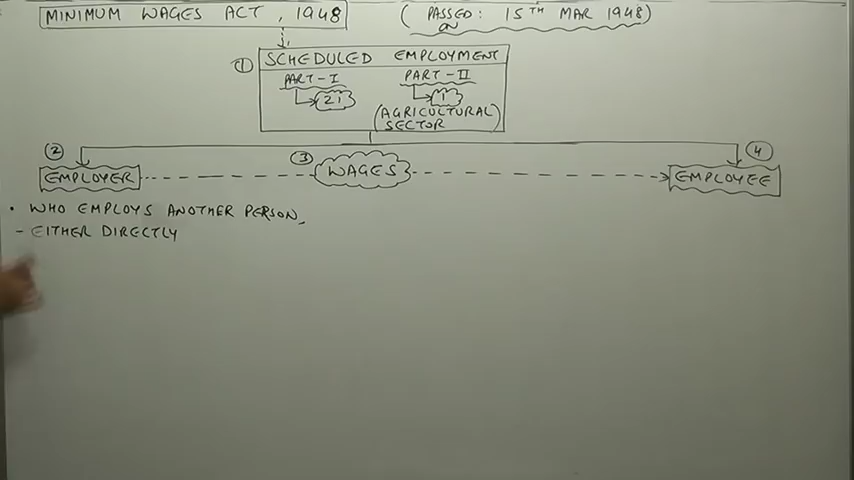 MINIMUM WAGES ACT, 1948 (PASSED ON: 15TH MAR 1948)
① SCHEDULED EMPLOYMENT
PART-I PART-II
21 1
(AGRICULTURAL SECTOR)
② ③ ④
EMPLOYER WAGES EMPLOYEE
• WHO EMPLOYS ANOTHER PERSON,
- EITHER DIRECTLY